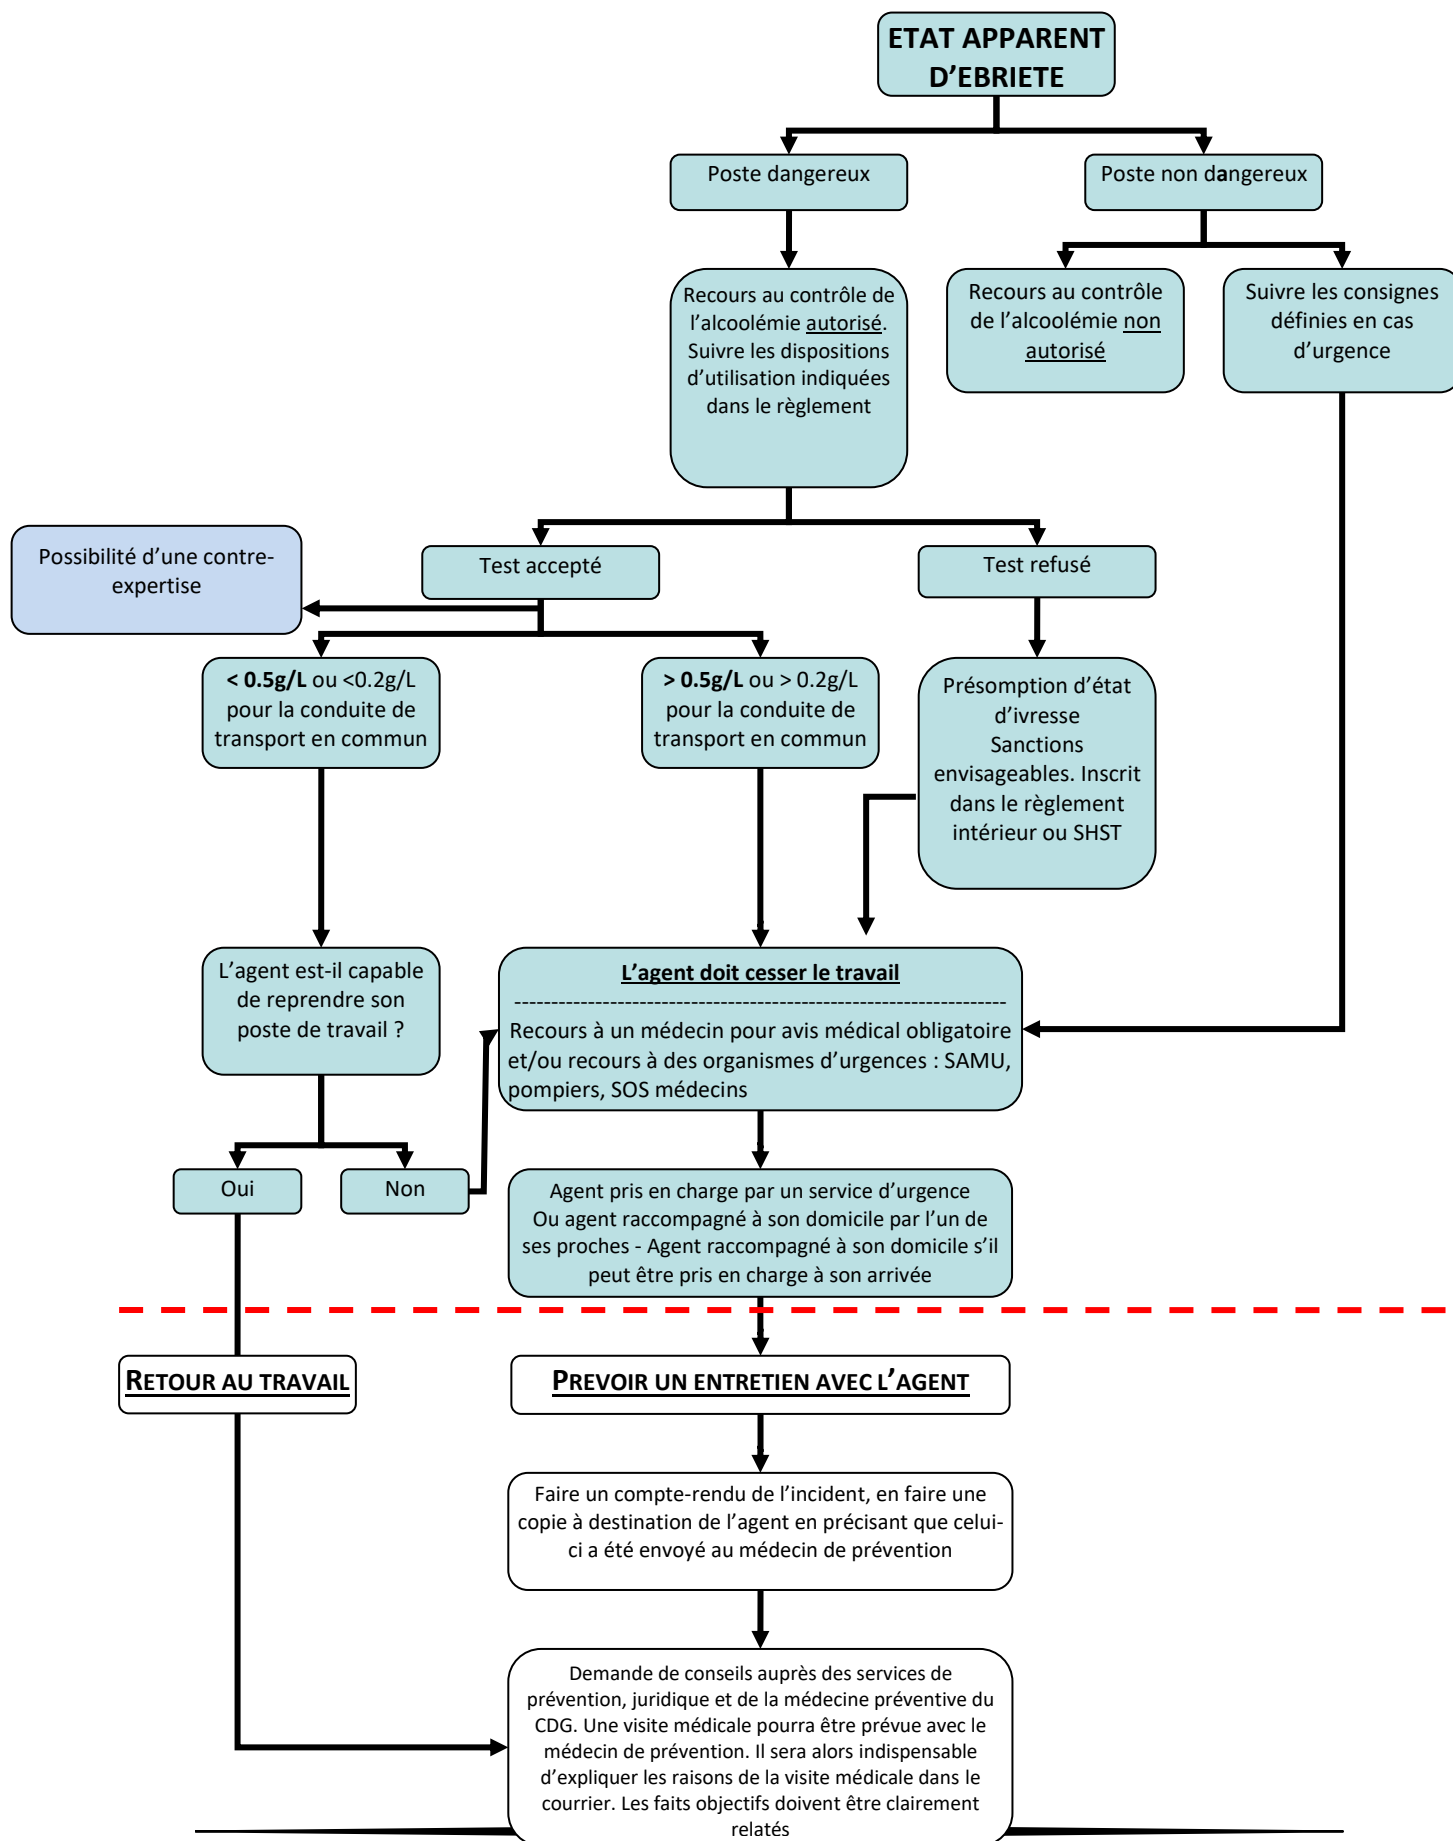 ETAT APPARENT
D'EBRIETE
Poste dangereux
Poste non dangereux
Recours au contrôle de
l'alcoolémie autorisé.
Suivre les dispositions
d'utilisation indiquées
dans le règlement
Recours au contrôle
de l'alcoolémie non
autorisé
Suivre les consignes
définies en cas
d'urgence
Possibilité d'une contre-
expertise
Test accepté
Test refusé
< 0.5g/L ou <0.2g/L
pour la conduite de
transport en commun
> 0.5g/L ou > 0.2g/L
pour la conduite de
transport en commun
Présomption d'état
d'ivresse
Sanctions
envisageables. Inscrit
dans le règlement
intérieur ou SHST
L'agent est-il capable
de reprendre son
poste de travail ?
L'agent doit cesser le travail
------------------------------------------------------------------
Recours à un médecin pour avis médical obligatoire
et/ou recours à des organismes d'urgences : SAMU,
pompiers, SOS médecins
Oui
Non
Agent pris en charge par un service d'urgence
Ou agent raccompagné à son domicile par l'un de
ses proches - Agent raccompagné à son domicile s'il
peut être pris en charge à son arrivée
RETOUR AU TRAVAIL
PREVOIR UN ENTRETIEN AVEC L'AGENT
Faire un compte-rendu de l'incident, en faire une
copie à destination de l'agent en précisant que celui-
ci a été envoyé au médecin de prévention
Demande de conseils auprès des services de
prévention, juridique et de la médecine préventive du
CDG. Une visite médicale pourra être prévue avec le
médecin de prévention. Il sera alors indispensable
d'expliquer les raisons de la visite médicale dans le
courrier. Les faits objectifs doivent être clairement
relatés